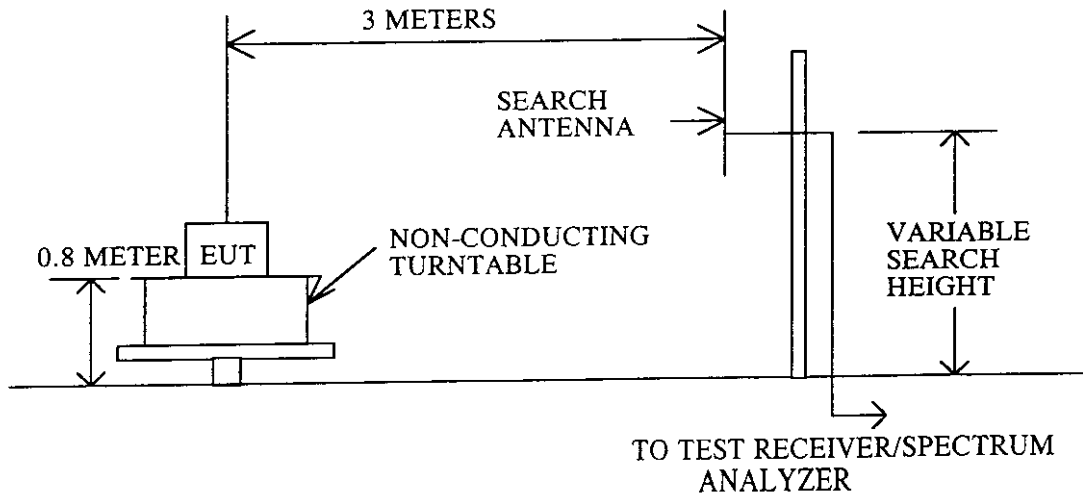 3 METERS
SEARCH
ANTENNA
0.8 METER
EUT
NON-CONDUCTING
TURNTABLE
VARIABLE
SEARCH
HEIGHT
TO TEST RECEIVER/SPECTRUM
ANALYZER